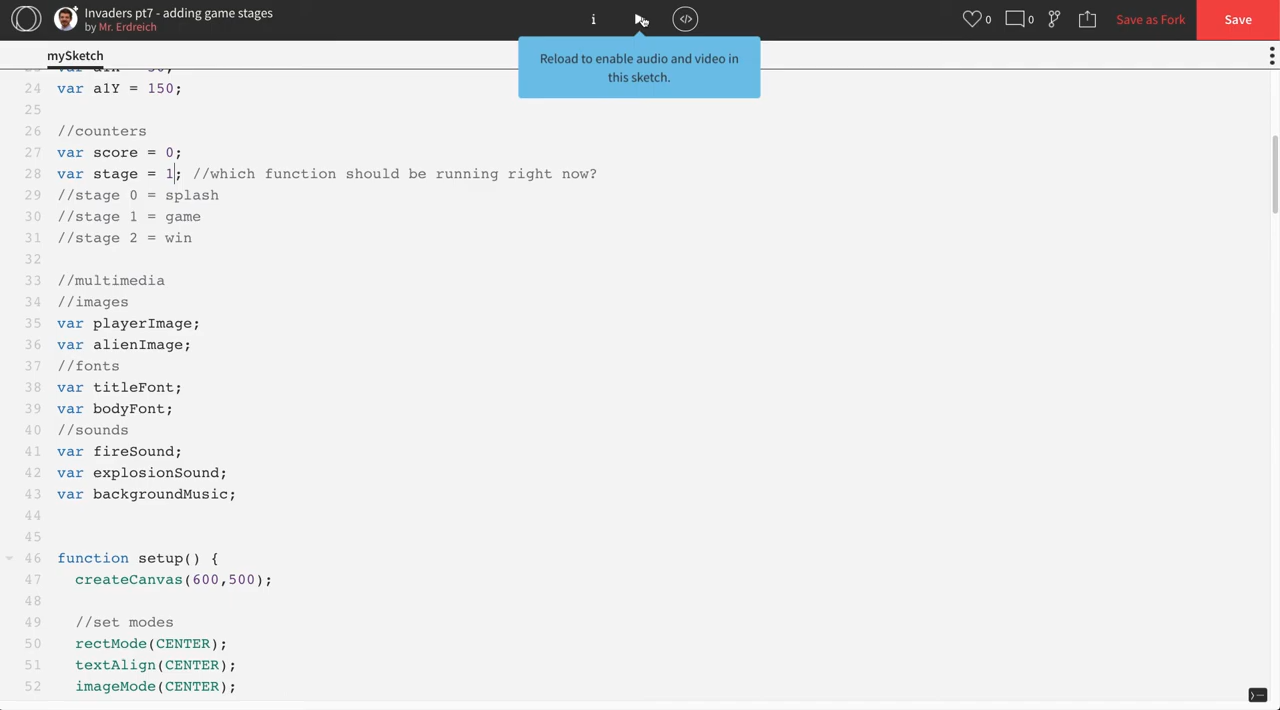 Invaders pt7 - adding game stages
by Mr. Erdreich
i
</>
0
0
Save as Fork
Save
Reload to enable audio and video in
this sketch.
mySketch
24 var a1Y = 150;
25
26 //counters
27 var score = 0;
28 var stage = 1; //which function should be running right now?
29 //stage 0 = splash
30 //stage 1 = game
31 //stage 2 = win
32
33 //multimedia
34 //images
35 var playerImage;
36 var alienImage;
37 //fonts
38 var titleFont;
39 var bodyFont;
40 //sounds
41 var fireSound;
42 var explosionSound;
43 var backgroundMusic;
44
45
46 function setup() {
47 createCanvas(600,500);
48
49 //set modes
50 rectMode(CENTER);
51 textAlign(CENTER);
52 imageMode(CENTER);